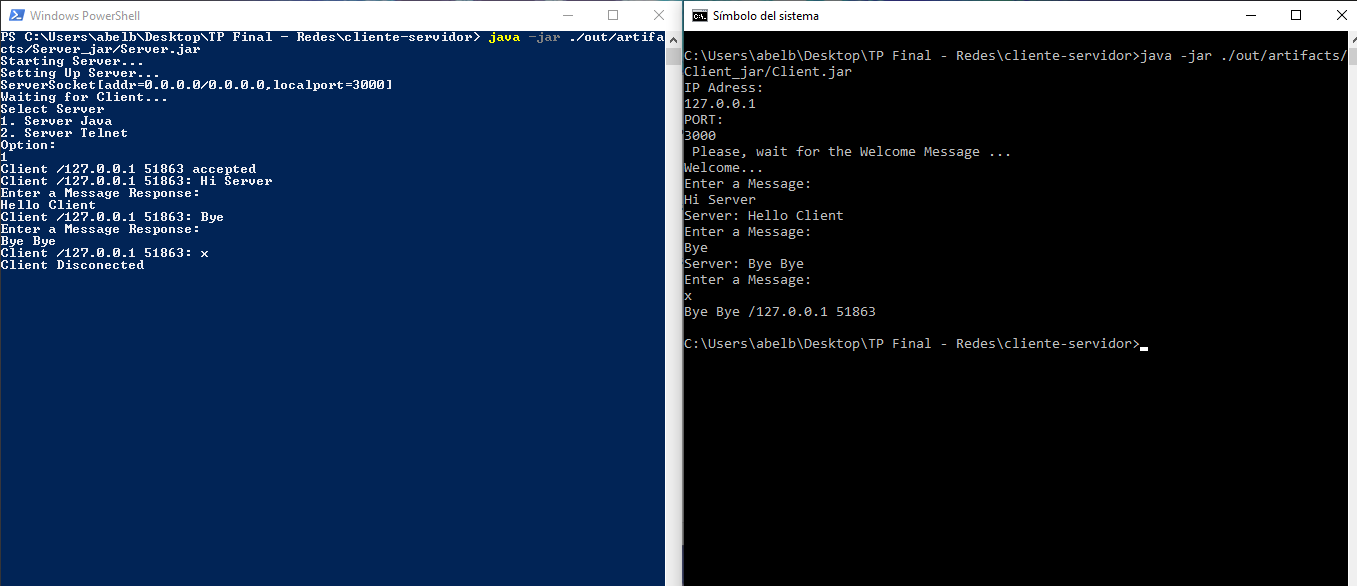 Windows PowerShell
PS C:\Users\abelb\Desktop\TP Final - Redes\cliente-servidor> java -jar ./out/artifa
cts/Server_jar/Server.jar
Starting Server...
Setting Up Server...
ServerSocket[addr=0.0.0.0/0.0.0.0,localport=3000]
Waiting for Client...
Select Server
1. Server Java
2. Server Telnet
Option:
1
Client /127.0.0.1 51863 accepted
Client /127.0.0.1 51863: Hi Server
Enter a Message Response:
Hello Client
Client /127.0.0.1 51863: Bye
Enter a Message Response:
Bye Bye
Client /127.0.0.1 51863: x
Client Disconected
Símbolo del sistema
C:\Users\abelb\Desktop\TP Final - Redes\cliente-servidor>java -jar ./out/artifacts/
Client_jar/Client.jar
IP Adress:
127.0.0.1
PORT:
3000
Please, wait for the Welcome Message ...
Welcome...
Enter a Message:
Hi Server
Server: Hello Client
Enter a Message:
Bye
Server: Bye Bye
Enter a Message:
x
Bye Bye /127.0.0.1 51863
C:\Users\abelb\Desktop\TP Final - Redes\cliente-servidor>